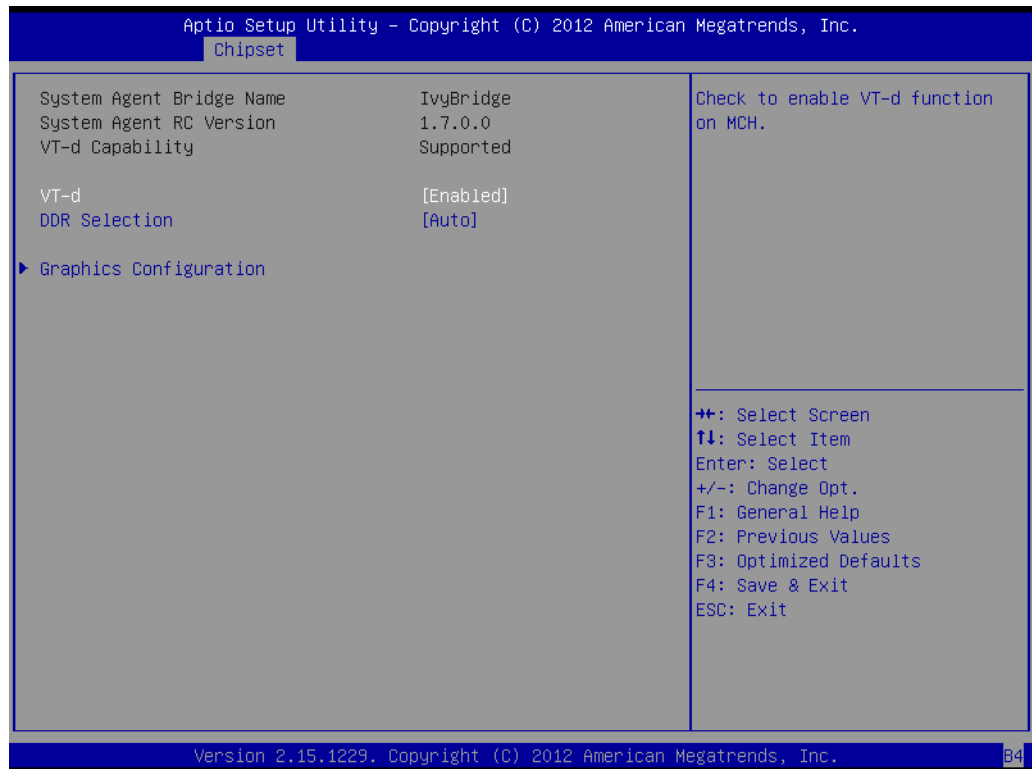 Aptio Setup Utility – Copyright (C) 2012 American Megatrends, Inc.
Chipset
System Agent Bridge Name IvyBridge
System Agent RC Version 1.7.0.0
VT-d Capability Supported
VT-d [Enabled]
DDR Selection [Auto]
▶ Graphics Configuration
Check to enable VT-d function
on MCH.
→←: Select Screen
↑↓: Select Item
Enter: Select
+/-: Change Opt.
F1: General Help
F2: Previous Values
F3: Optimized Defaults
F4: Save & Exit
ESC: Exit
Version 2.15.1229. Copyright (C) 2012 American Megatrends, Inc.
B4